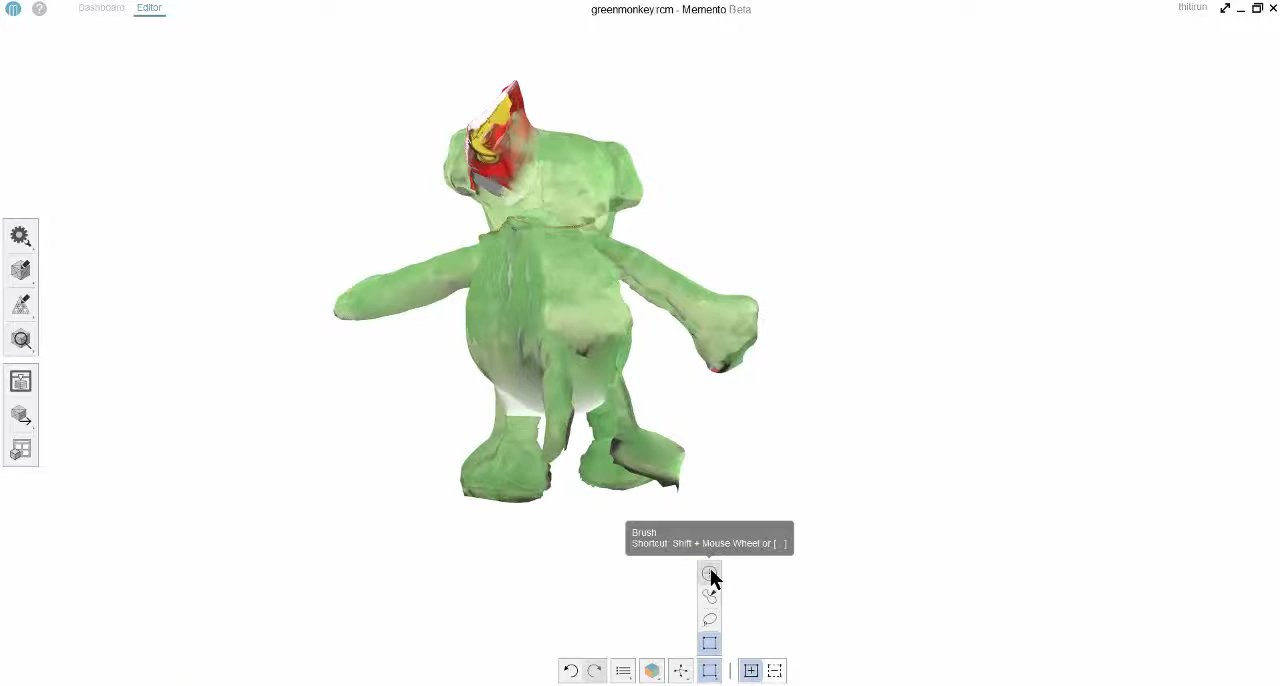 Dashboard Editor greenmonkey.rcm - Memento Beta thitirun
Brush
Shortcut: Shift + Mouse Wheel or [ , ]